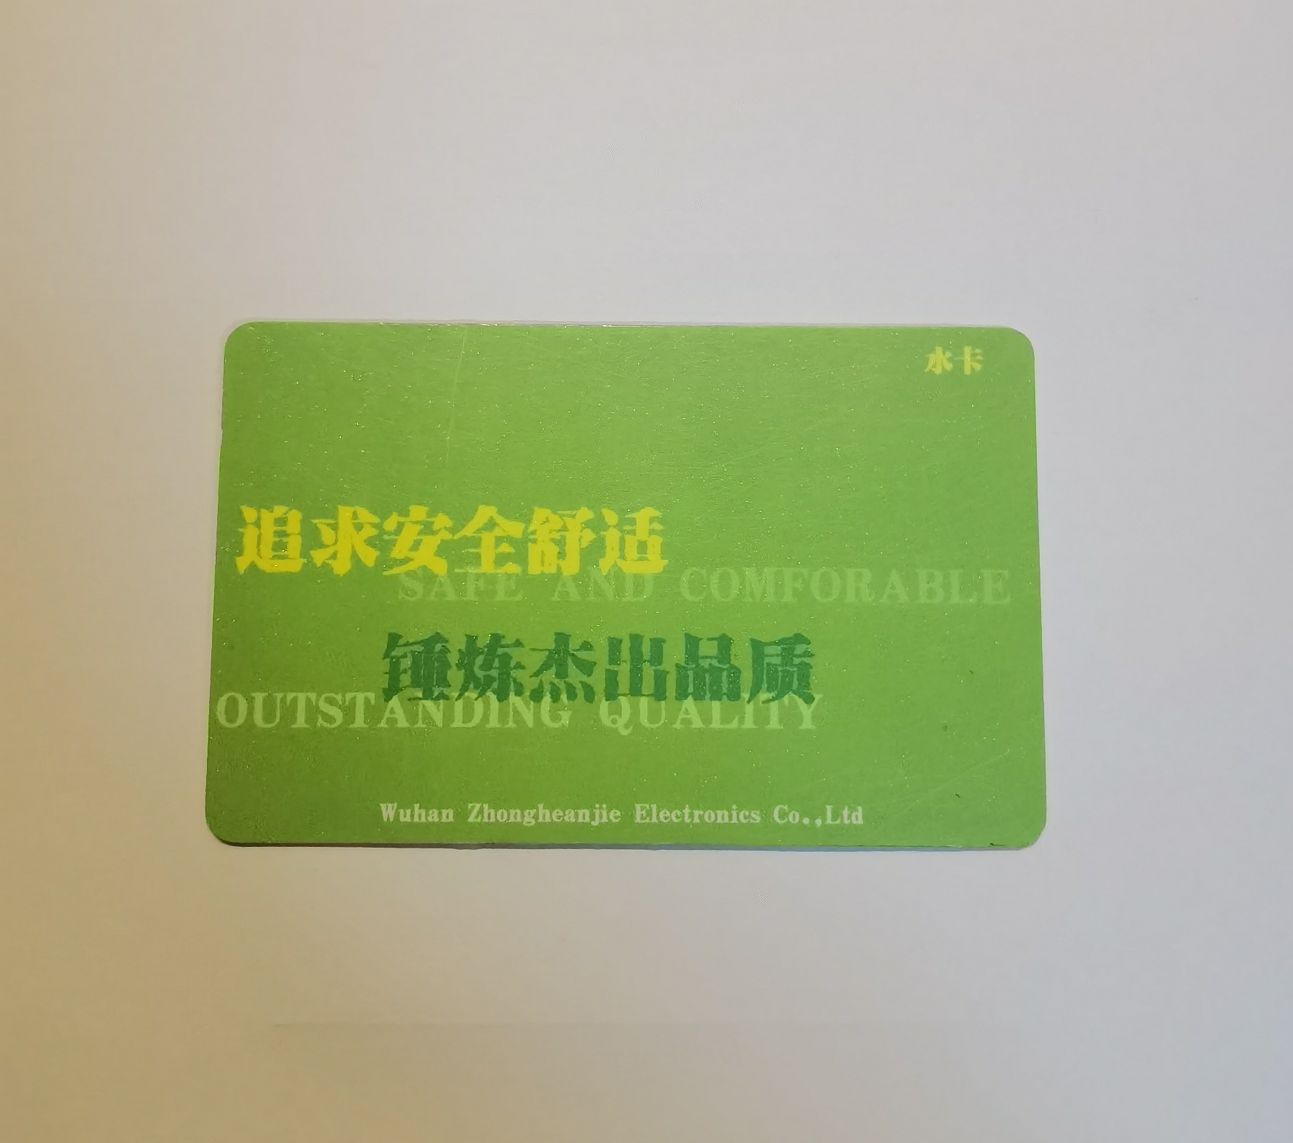 水卡
追求安全舒适
SAFE AND COMFORABLE
锤炼杰出品质
OUTSTANDING QUALITY
Wuhan Zhongheanjie Electronics Co.,Ltd